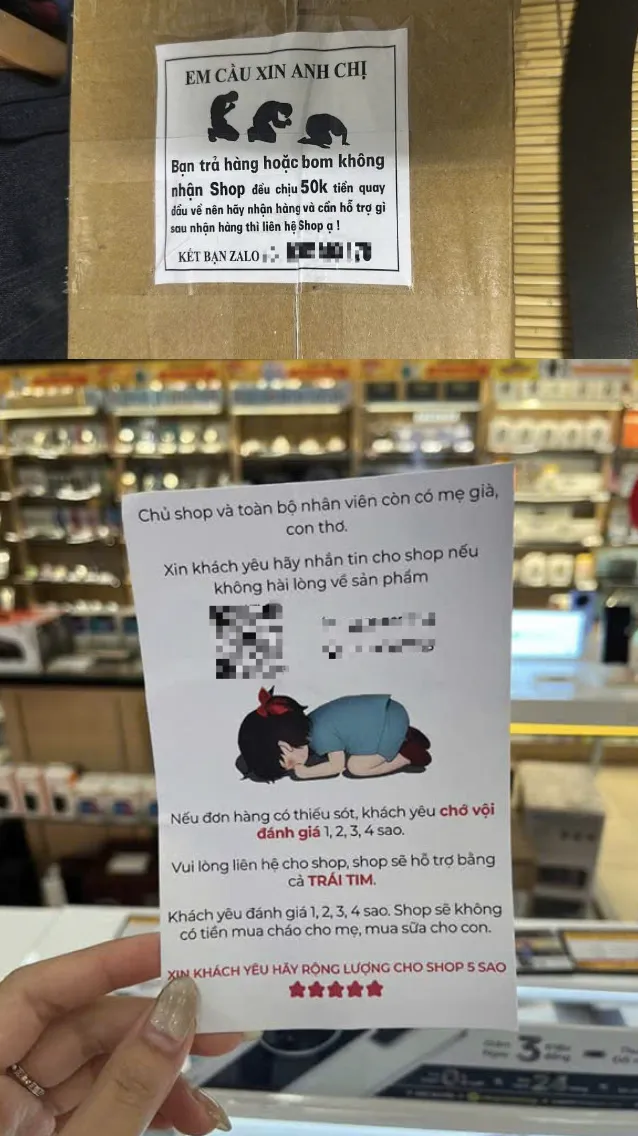 EM CẦU XIN ANH CHỊ
Bạn trả hàng hoặc bom không
nhận Shop đều chịu 50k tiền quay
đầu về nên hãy nhận hàng và cần hỗ trợ gì
sau nhận hàng thì liên hệ Shop ạ !
KẾT BẠN ZALO
Chủ shop và toàn bộ nhân viên còn có mẹ già,
con thơ.
Xin khách yêu hãy nhắn tin cho shop nếu
không hài lòng về sản phẩm
Nếu đơn hàng có thiếu sót, khách yêu chớ vội
đánh giá 1, 2, 3, 4 sao.
Vui lòng liên hệ cho shop, shop sẽ hỗ trợ bằng
cả TRÁI TIM.
Khách yêu đánh giá 1, 2, 3, 4 sao. Shop sẽ không
có tiền mua cháo cho mẹ, mua sữa cho con.
XIN KHÁCH YÊU HÃY RỘNG LƯỢNG CHO SHOP 5 SAO